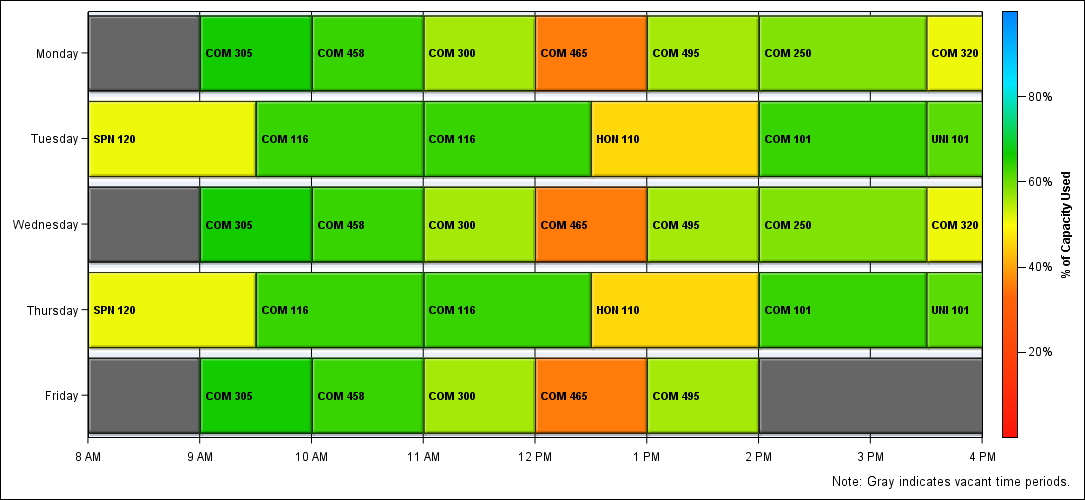 Monday COM 305 COM 458 COM 300 COM 465 COM 495 COM 250 COM 320
80%
Tuesday SPN 120 COM 116 COM 116 HON 110 COM 101 UNI 101
60%
Wednesday COM 305 COM 458 COM 300 COM 465 COM 495 COM 250 COM 320
% of Capacity Used
40%
Thursday SPN 120 COM 116 COM 116 HON 110 COM 101 UNI 101
20%
Friday COM 305 COM 458 COM 300 COM 465 COM 495
8 AM 9 AM 10 AM 11 AM 12 PM 1 PM 2 PM 3 PM 4 PM
Note: Gray indicates vacant time periods.